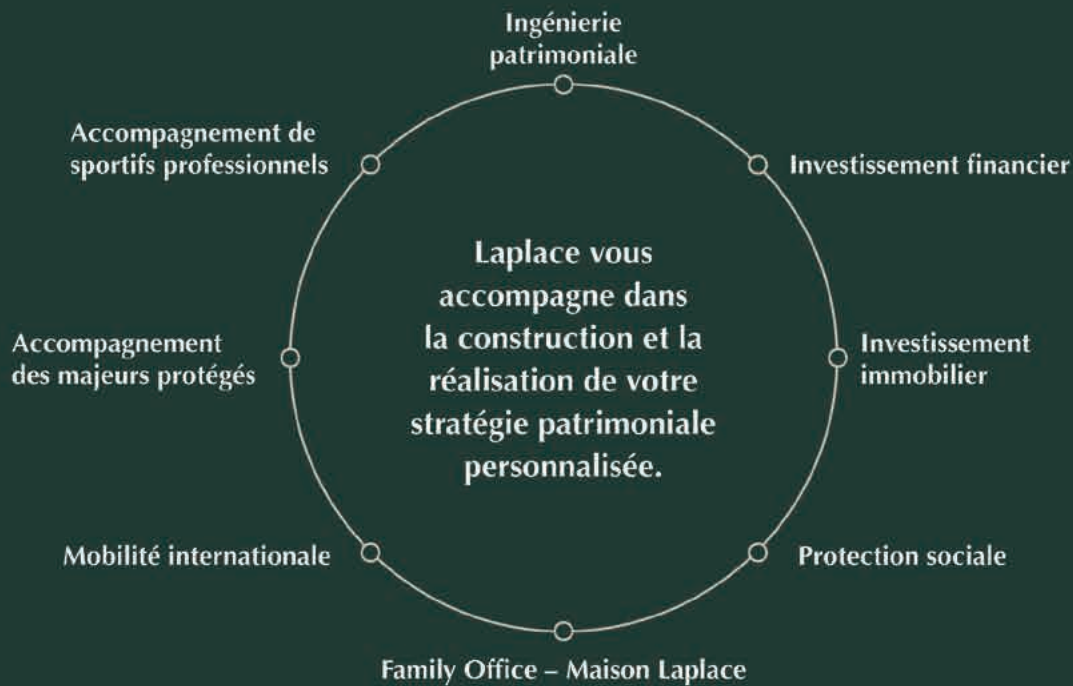 Ingénierie
patrimoniale
Accompagnement de
sportifs professionnels
Investissement financier
Laplace vous
accompagne dans
la construction et la
réalisation de votre
stratégie patrimoniale
personnalisée.
Accompagnement
des majeurs protégés
Investissement
immobilier
Mobilité internationale
Protection sociale
Family Office – Maison Laplace